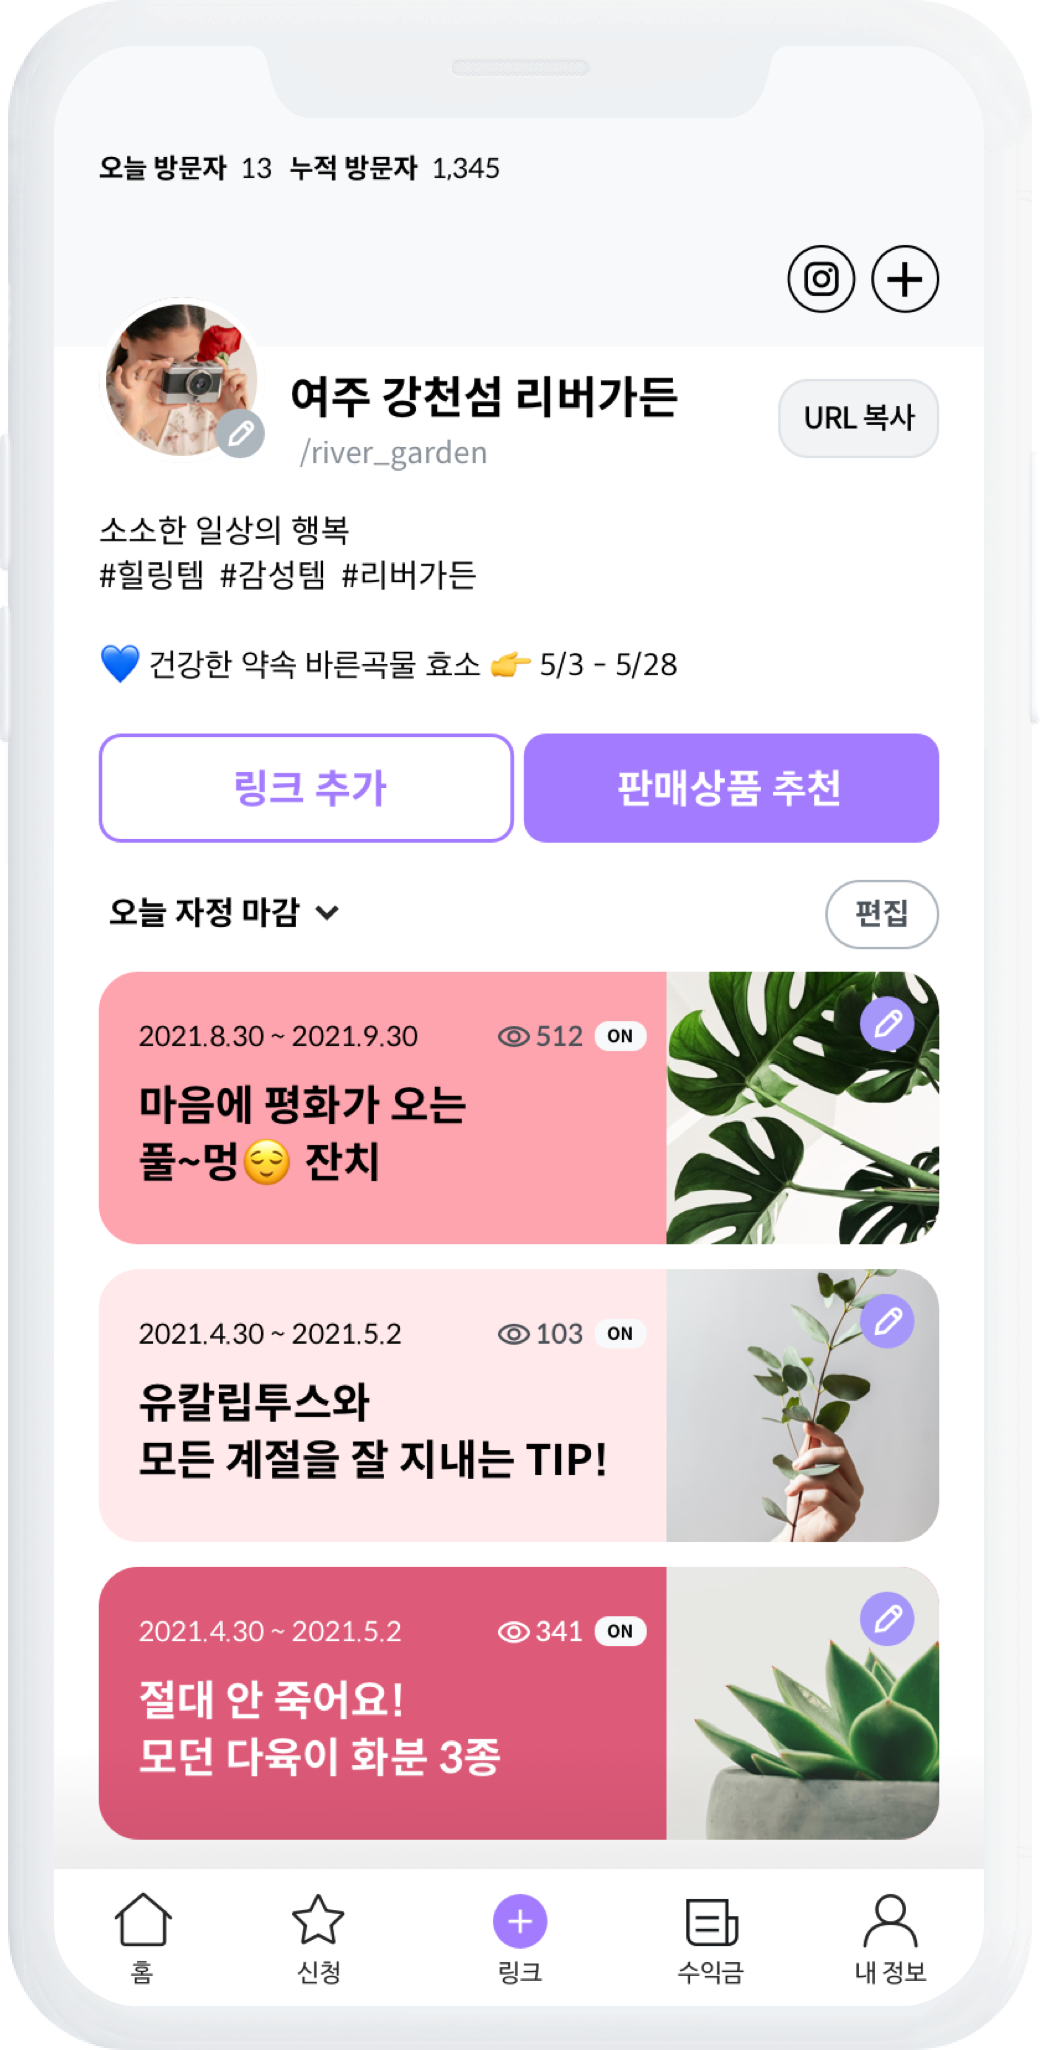 오늘 방문자 13 누적 방문자 1,345
여주 강천섬 리버가든
URL 복사
/river_garden
소소한 일상의 행복
#힐링템 #감성템 #리버가든
💙 건강한 약속 바른곡물 효소 👉 5/3 - 5/28
링크 추가
판매상품 추천
오늘 자정 마감
편집
2021.8.30 ~ 2021.9.30 512 ON
마음에 평화가 오는
풀~멍😌 잔치
2021.4.30 ~ 2021.5.2 103 ON
유칼립투스와
모든 계절을 잘 지내는 TIP!
2021.4.30 ~ 2021.5.2 341 ON
절대 안 죽어요!
모던 다육이 화분 3종
홈 신청 링크 수익금 내 정보